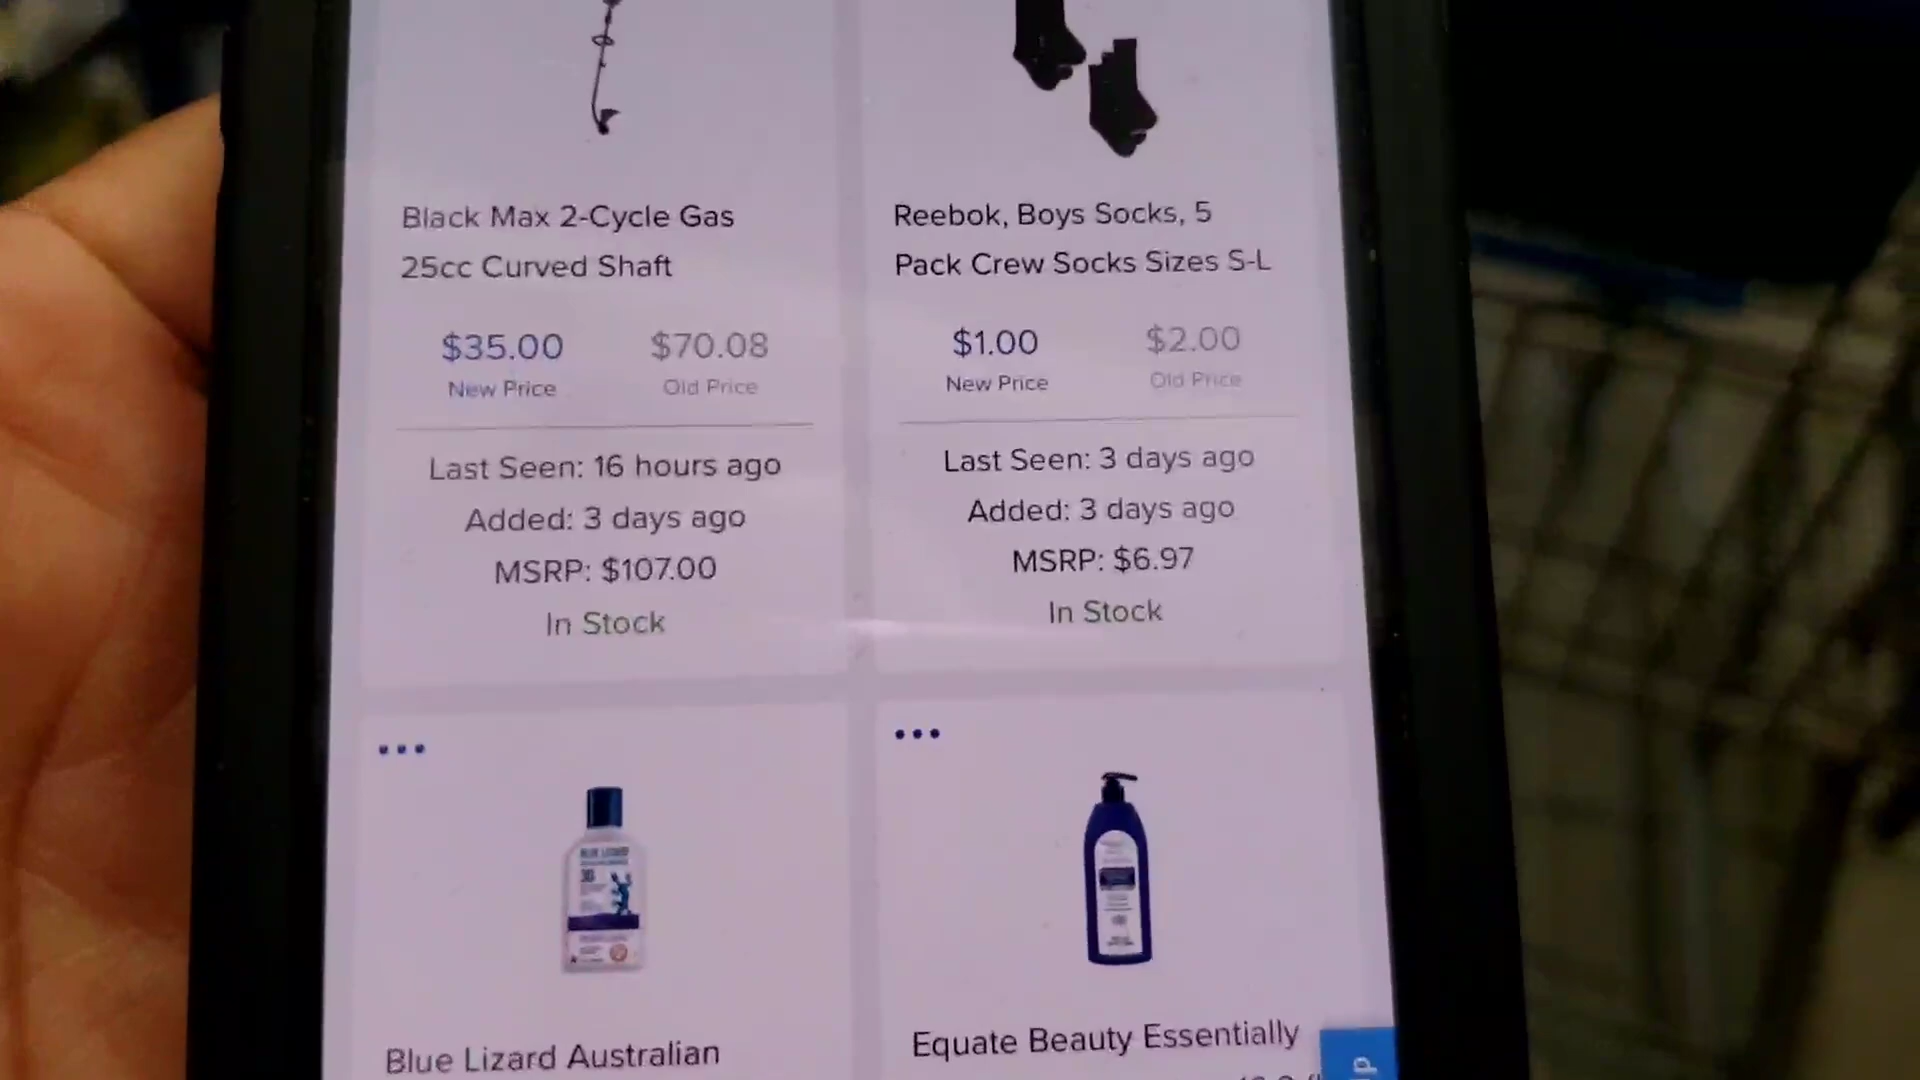 Black Max 2-Cycle Gas
25cc Curved Shaft
$35.00 $70.08
New Price Old Price
Last Seen: 16 hours ago
Added: 3 days ago
MSRP: $107.00
In Stock
Reebok, Boys Socks, 5
Pack Crew Socks Sizes S-L
$1.00 $2.00
New Price Old Price
Last Seen: 3 days ago
Added: 3 days ago
MSRP: $6.97
In Stock
BLUE LIZARD
30
Blue Lizard Australian
Equate Beauty Essentially